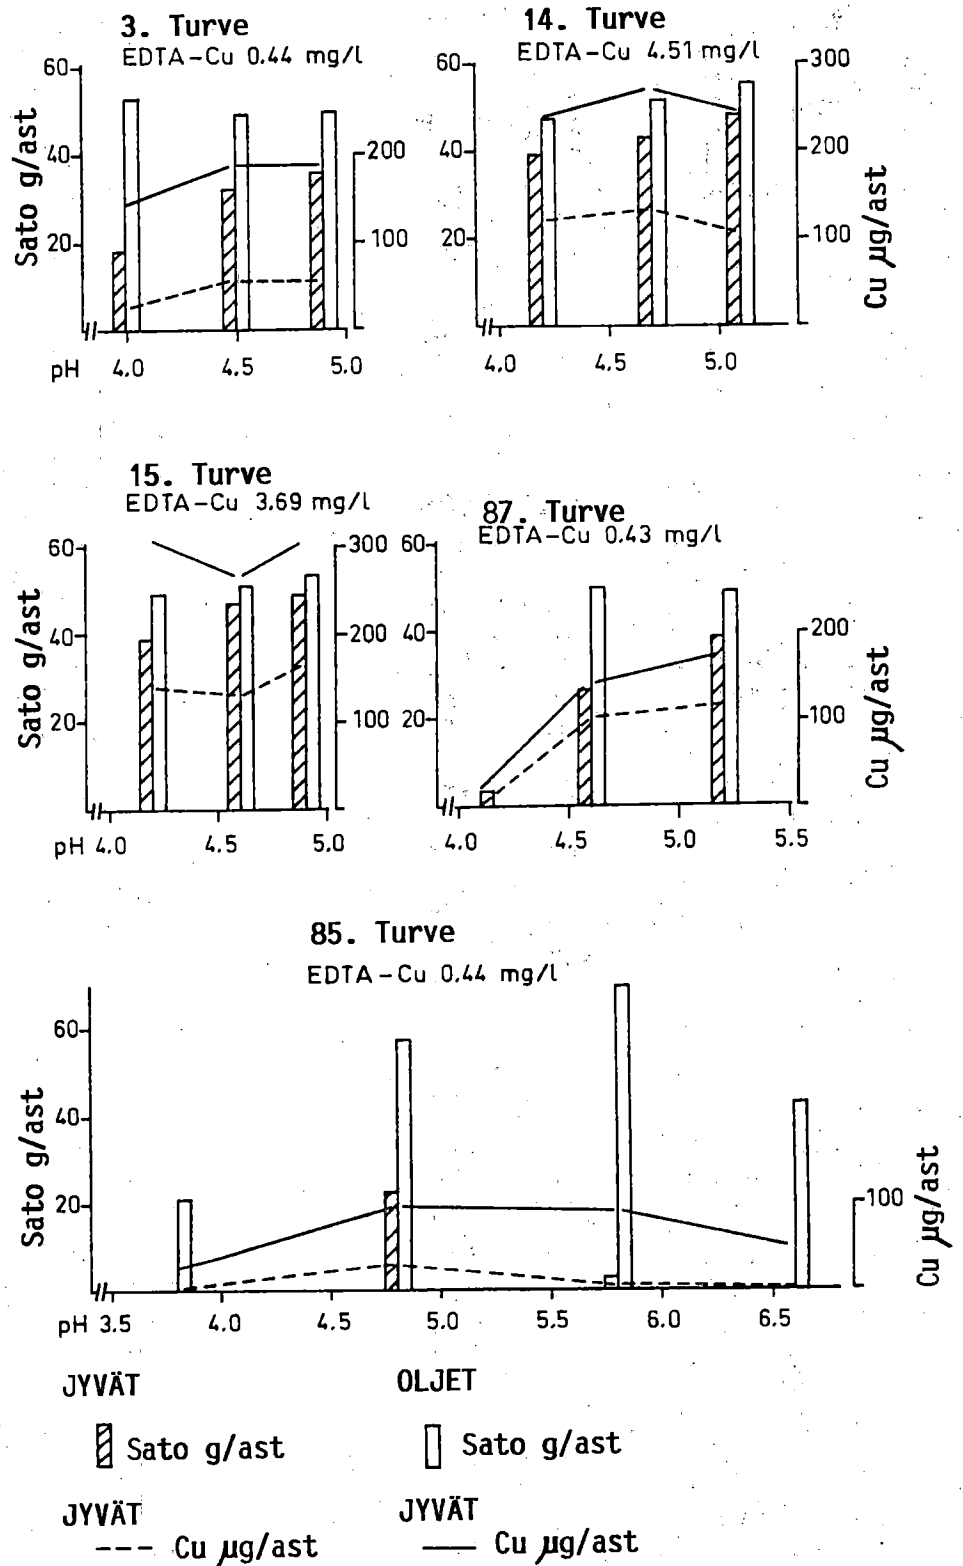 3. Turve
EDTA-Cu 0.44 mg/l
Sato g/ast
60
40
20
200
100
pH 4.0 4.5 5.0
14. Turve
EDTA-Cu 4.51 mg/l
60
40
20
300
200
100
Cu µg/ast
4.0 4.5 5.0
15. Turve
EDTA-Cu 3.69 mg/l
Sato g/ast
60
40
20
300
200
100
pH 4.0 4.5 5.0
87. Turve
EDTA-Cu 0.43 mg/l
60
40
20
200
100
Cu µg/ast
4.0 4.5 5.0 5.5
85. Turve
EDTA-Cu 0.44 mg/l
Sato g/ast
60
40
20
100
Cu µg/ast
pH 3.5 4.0 4.5 5.0 5.5 6.0 6.5
JYVÄT OLJET
Sato g/ast Sato g/ast
JYVÄT JYVÄT
Cu µg/ast Cu µg/ast